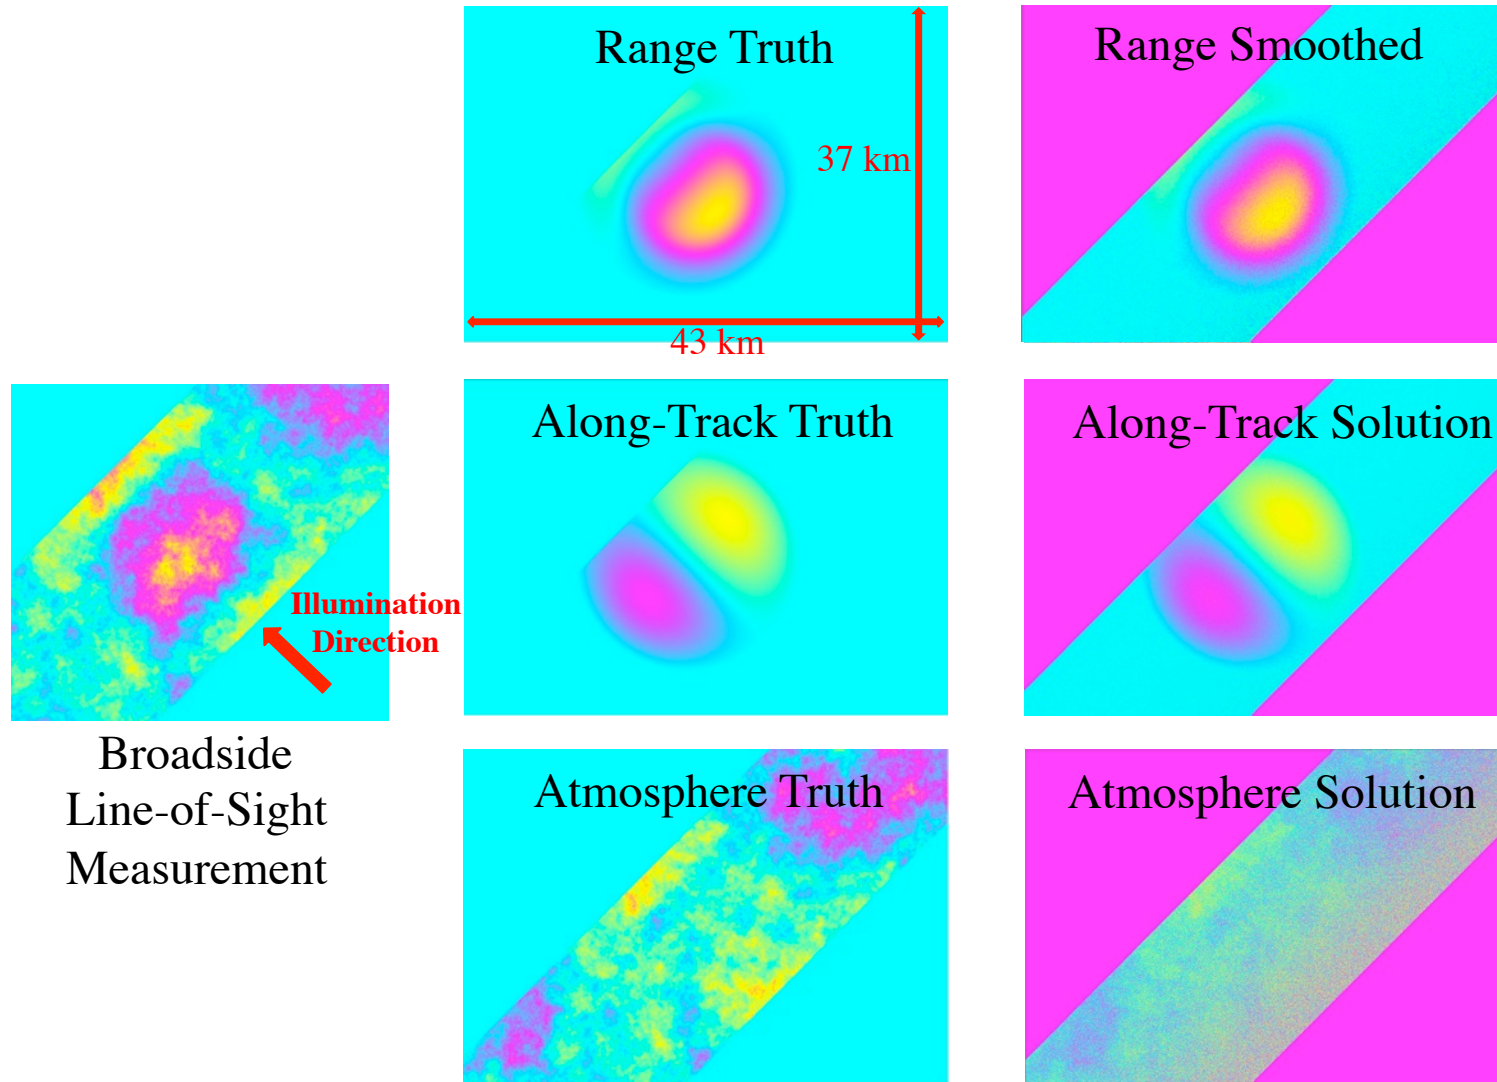 Range Truth
Range Smoothed
37 km
43 km
Along-Track Truth
Along-Track Solution
Illumination
Direction
Broadside
Line-of-Sight
Measurement
Atmosphere Truth
Atmosphere Solution